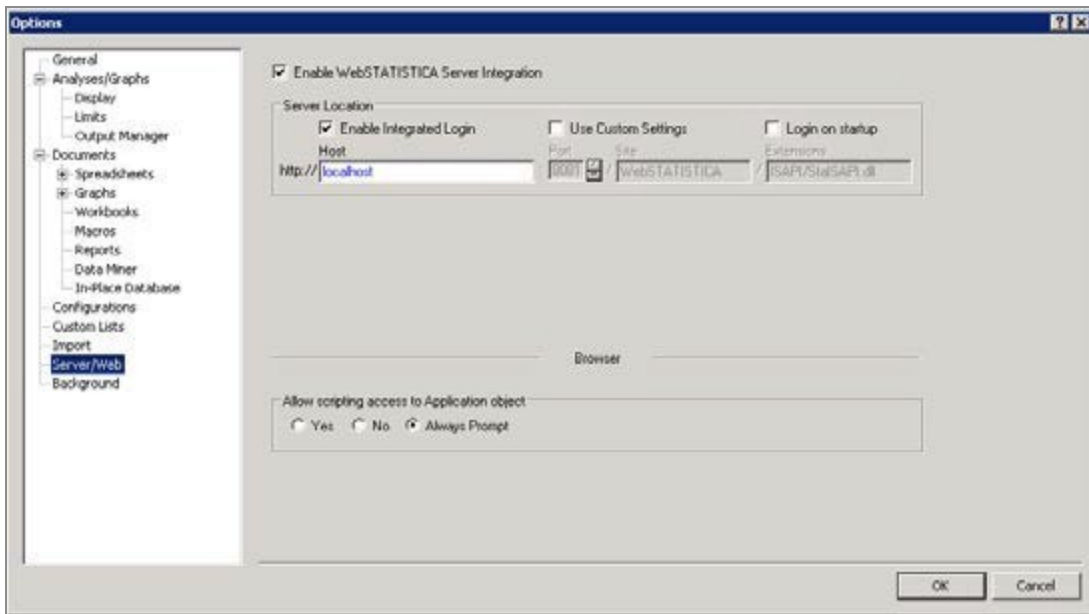 Options
General
Analyses/Graphs
Display
Limits
Output Manager
Documents
Spreadsheets
Graphs
Workbooks
Macros
Reports
Data Miner
In-Place Database
Configurations
Custom Lists
Import
Server/Web
Background
Enable WebSTATISTICA Server Integration
Server Location
Enable Integrated Login Use Custom Settings Login on startup
Host Port Site Extensions
http:// localhost / WebSTATISTICA /
Browser
Allow scripting access to Application object
Yes No Always Prompt
OK Cancel